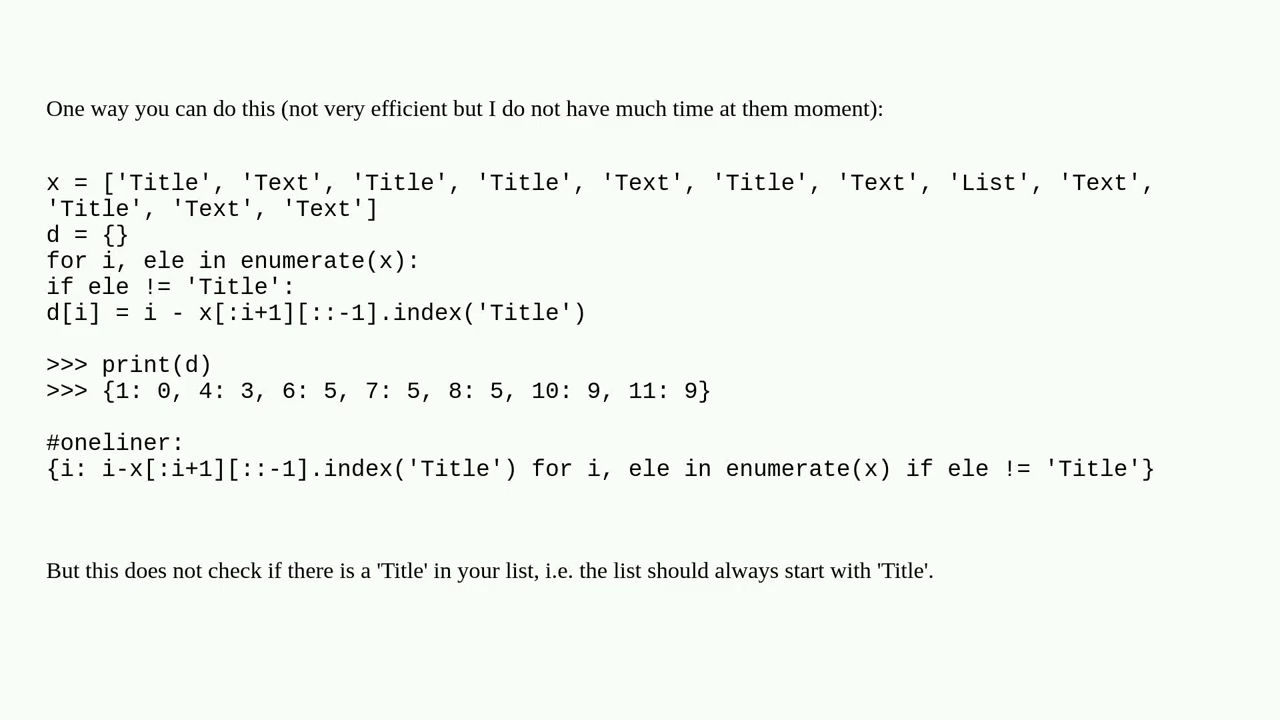 One way you can do this (not very efficient but I do not have much time at them moment):
x = ['Title', 'Text', 'Title', 'Title', 'Text', 'Title', 'Text', 'List', 'Text',
'Title', 'Text', 'Text']
d = {}
for i, ele in enumerate(x):
if ele != 'Title':
d[i] = i - x[:i+1][::-1].index('Title')
>>> print(d)
>>> {1: 0, 4: 3, 6: 5, 7: 5, 8: 5, 10: 9, 11: 9}
#oneliner:
{i: i-x[:i+1][::-1].index('Title') for i, ele in enumerate(x) if ele != 'Title'}
But this does not check if there is a 'Title' in your list, i.e. the list should always start with 'Title'.